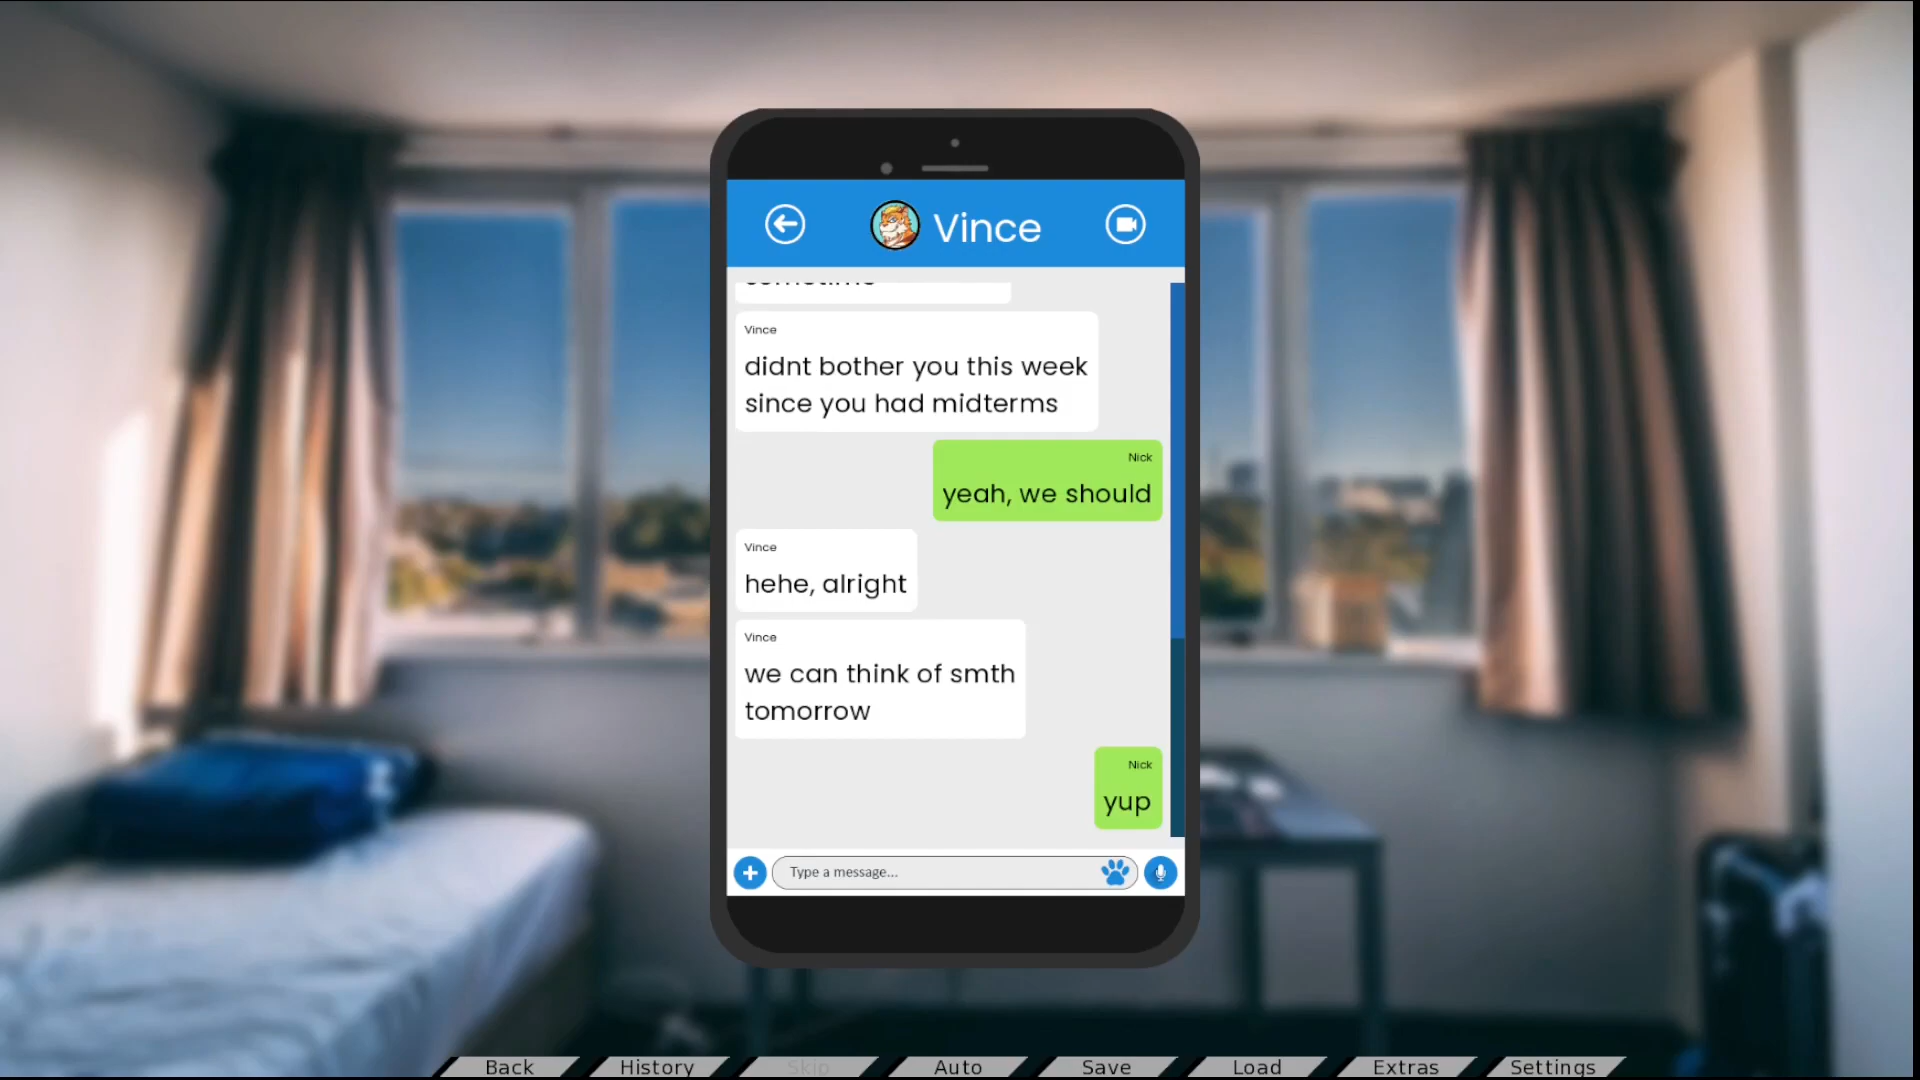 Vince
sometime
Vince
didnt bother you this week
since you had midterms
Nick
yeah, we should
Vince
hehe, alright
Vince
we can think of smth
tomorrow
Nick
yup
Type a message...
Back History Skip Auto Save Load Extras Settings